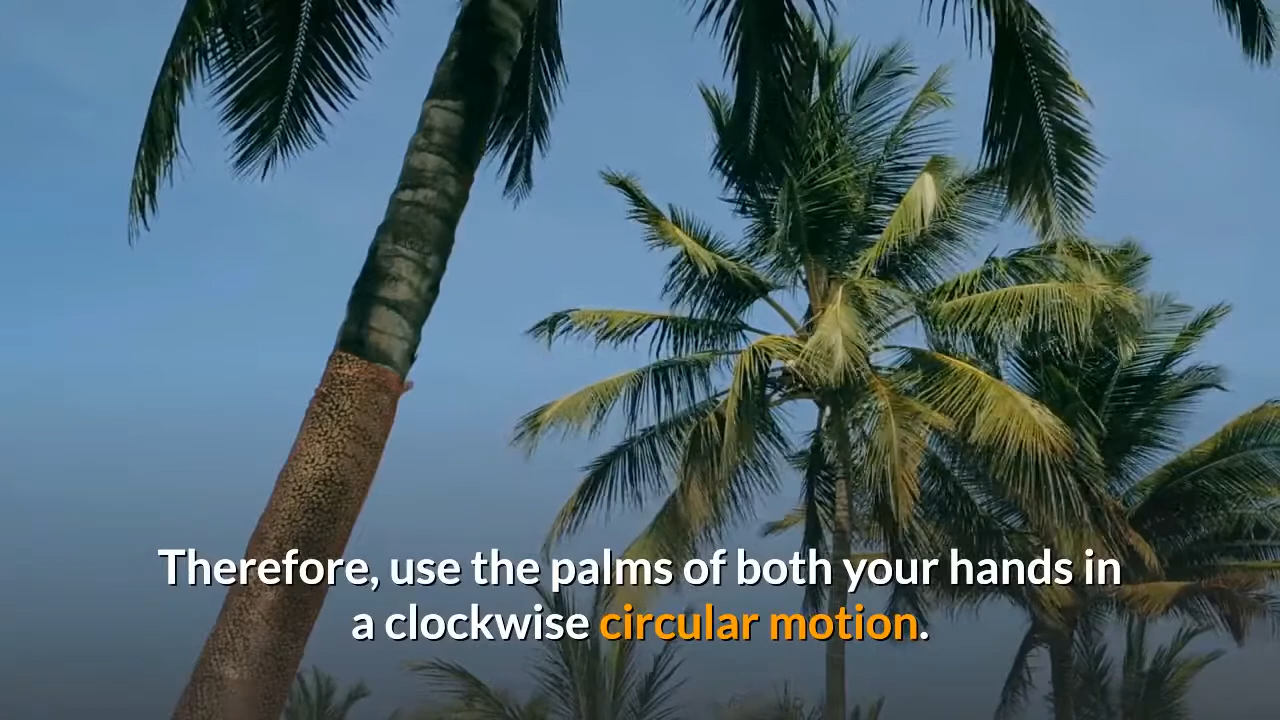 Therefore, use the palms of both your hands in
a clockwise circular motion.